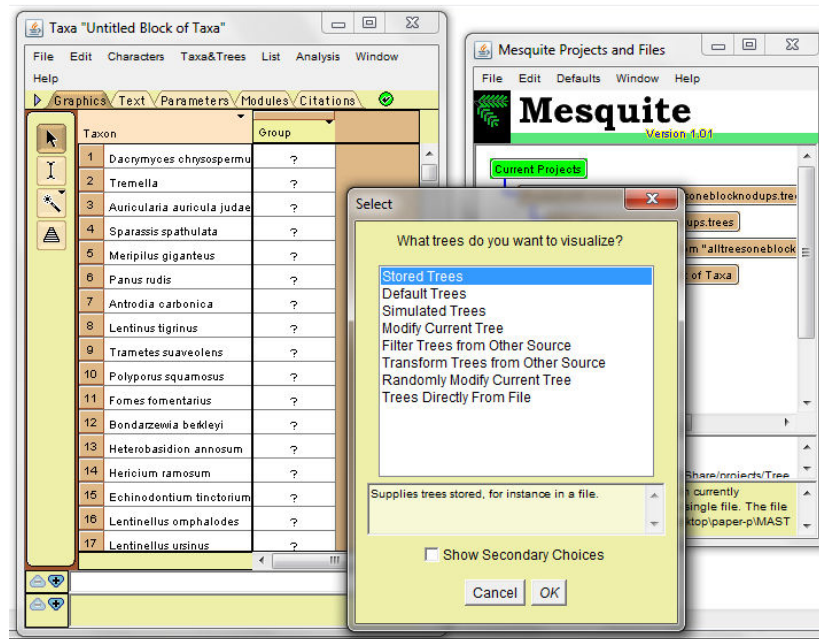 Taxa "Untitled Block of Taxa"
File Edit Characters Taxa&Trees List Analysis Window
Help
Graphics Text Parameters Modules Citations
Taxon Group
1 Dacrymyces chrysospermu ?
2 Tremella ?
3 Auricularia auricula judae ?
4 Sparassis spathulata ?
5 Meripilus giganteus ?
6 Panus rudis ?
7 Antrodia carbonica ?
8 Lentinus tigrinus ?
9 Trametes suaveolens ?
10 Polyporus squamosus ?
11 Fomes fomentarius ?
12 Bondarzewia berkleyi ?
13 Heterobasidion annosum ?
14 Hericium ramosum ?
15 Echinodontium tinctorium ?
16 Lentinellus omphalodes ?
17 Lentinellus ursinus ?
Mesquite Projects and Files
File Edit Defaults Window Help
Mesquite
Version 1.01
Current Projects
soneblocknodups.tre
ups.trees
om "alltreesoneblock
of Taxa
Share/projects/Tree
currently
single file. The file
ktop\paper-p\MAST
Select
What trees do you want to visualize?
Stored Trees
Default Trees
Simulated Trees
Modify Current Tree
Filter Trees from Other Source
Transform Trees from Other Source
Randomly Modify Current Tree
Trees Directly From File
Supplies trees stored, for instance in a file.
Show Secondary Choices
Cancel OK